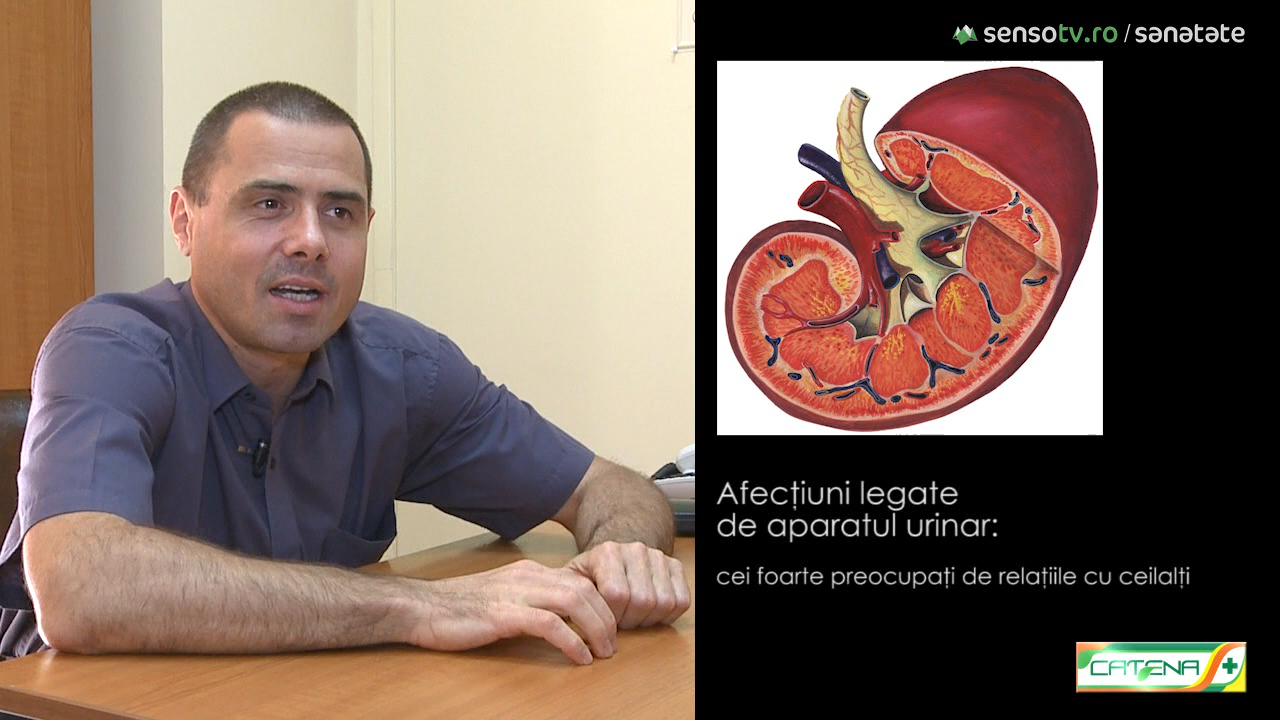 sensotv.ro / sanatate
Afecțiuni legate
de aparatul urinar:
cei foarte preocupați de relațiile cu ceilalți
CATENA